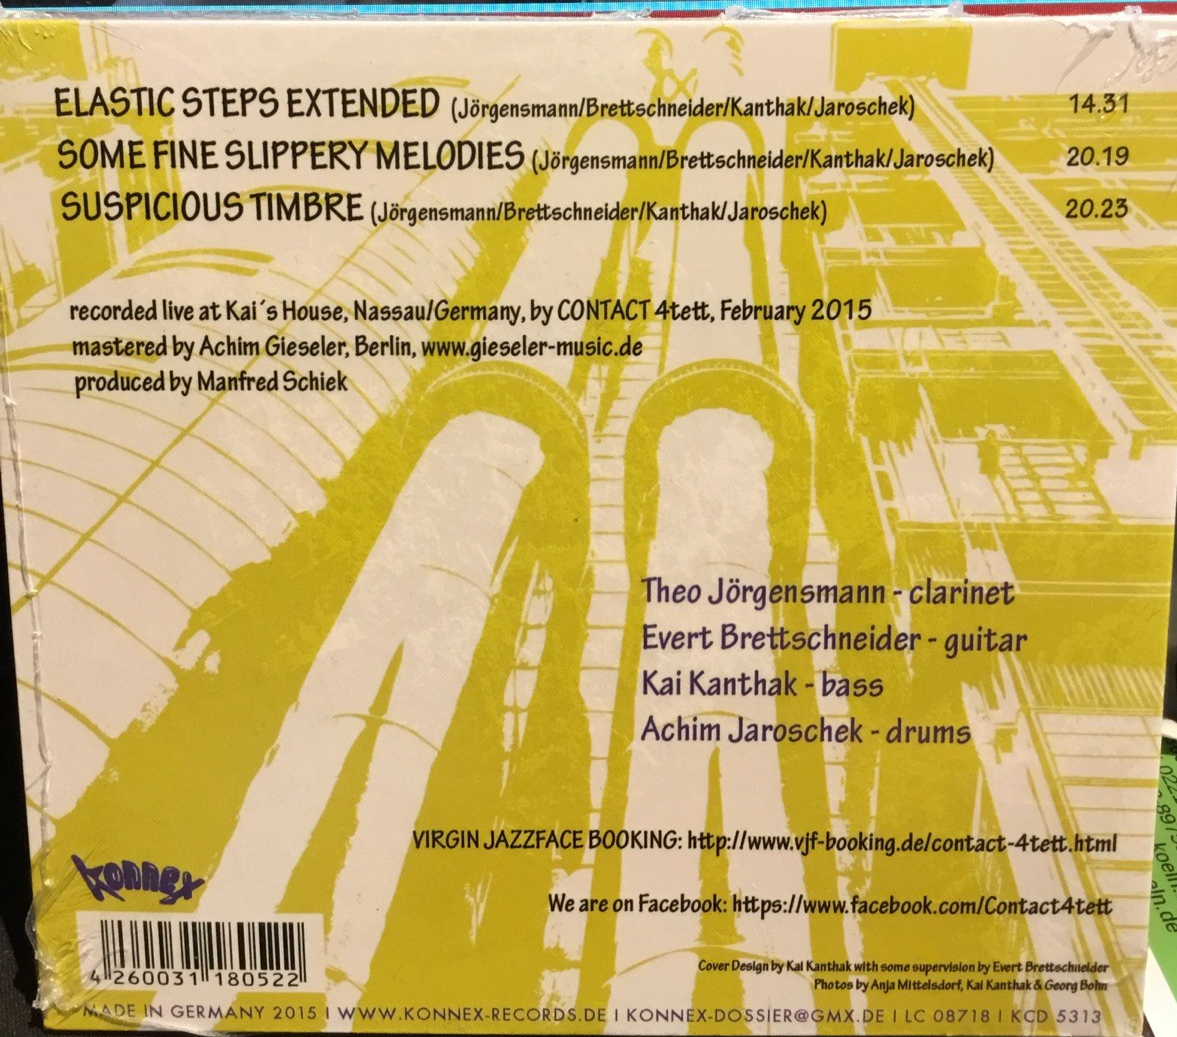 ELASTIC STEPS EXTENDED (Jörgensmann/Brettschneider/Kanthak/Jaroschek) 14.31
SOME FINE SLIPPERY MELODIES (Jörgensmann/Brettschneider/Kanthak/Jaroschek) 20.19
SUSPICIOUS TIMBRE (Jörgensmann/Brettschneider/Kanthak/Jaroschek) 20.23
recorded live at Kai´s House, Nassau/Germany, by CONTACT 4tett, February 2015
mastered by Achim Gieseler, Berlin, www.gieseler-music.de
produced by Manfred Schiek
Theo Jörgensmann - clarinet
Evert Brettschneider - guitar
Kai Kanthak - bass
Achim Jaroschek - drums
VIRGIN JAZZFACE BOOKING: http://www.vjf-booking.de/contact-4tett.html
We are on Facebook: https://www.facebook.com/Contact4tett
Konnex
4 260031 180522
Cover Design by Kai Kanthak with some supervision by Evert Brettschneider
Photos by Anja Mittelsdorf, Kai Kanthak & Georg Bohn
MADE IN GERMANY 2015 | WWW.KONNEX-RECORDS.DE | KONNEX-DOSSIER@GMX.DE | LC 08718 | KCD 5313